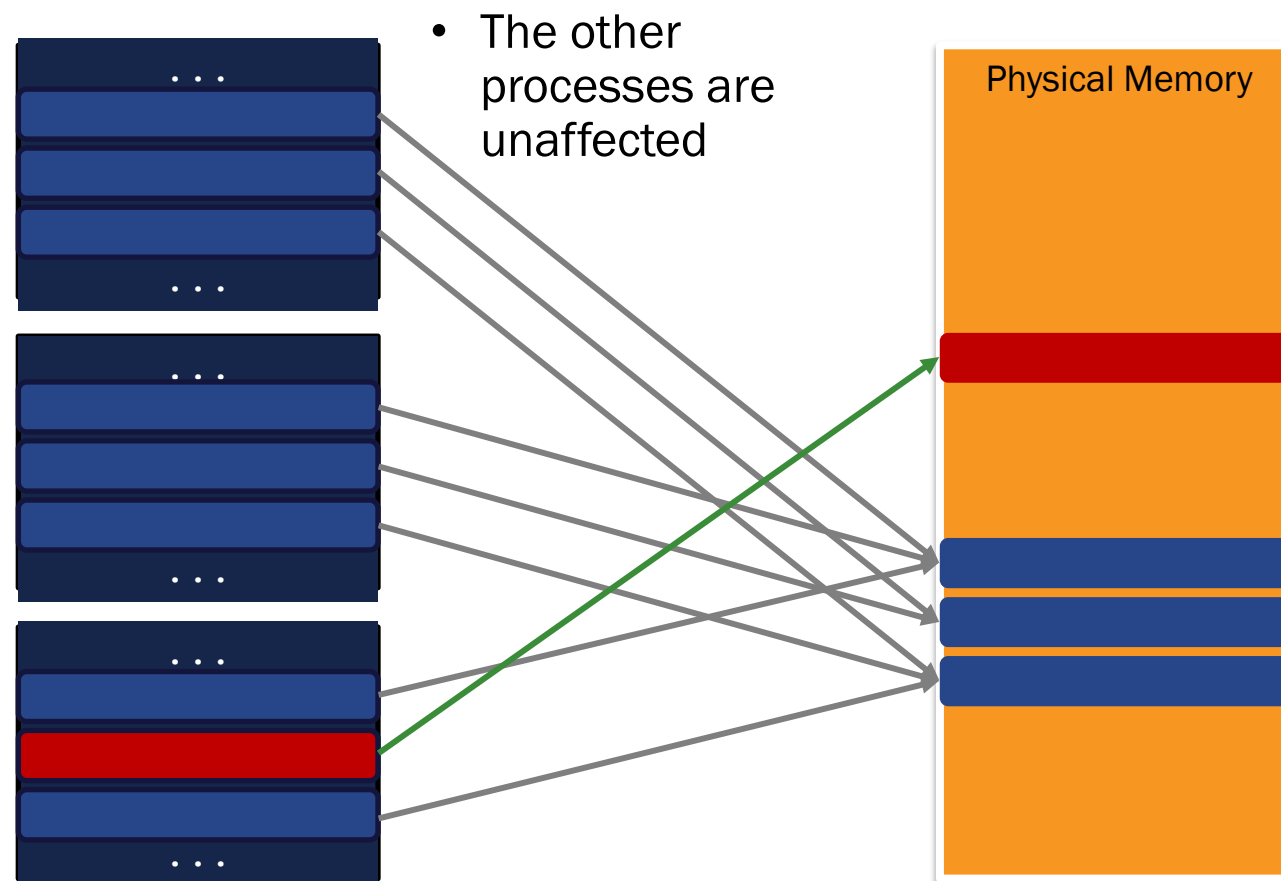 • The other
processes are
unaffected
Physical Memory
. . .
. . .
. . .
. . .
. . .
. . .